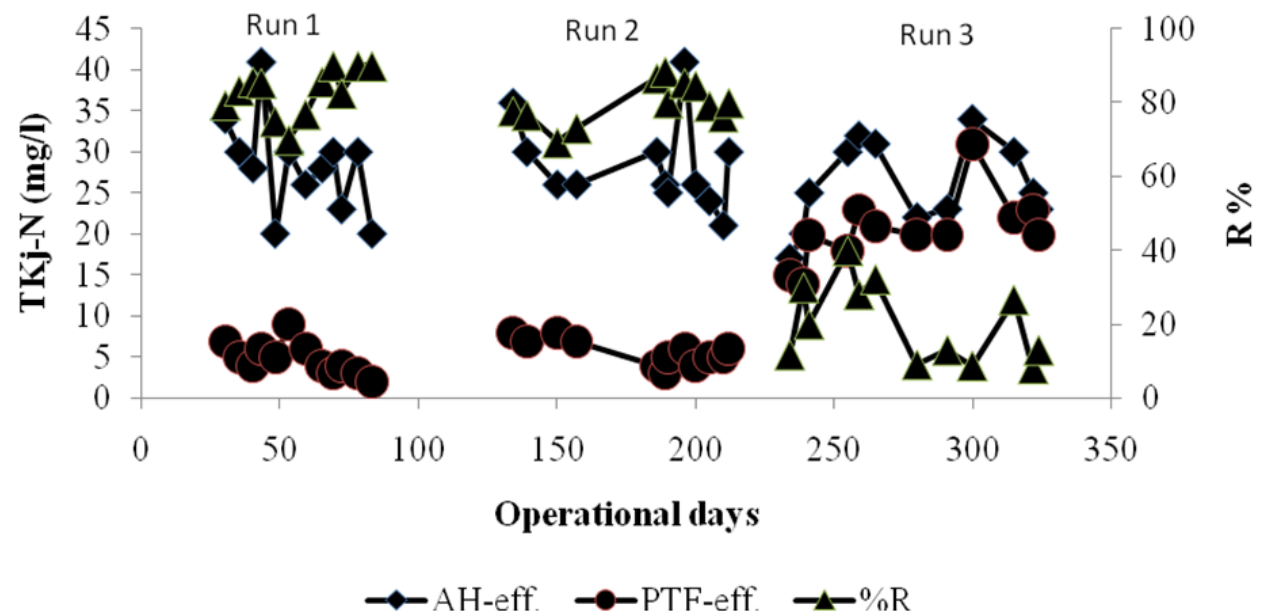 Run 1 Run 2 Run 3
45 100
40
35 80
30
25 60
20 40
15
10 20
5
0 0
TKj-N (mg/l)
R %
0 50 100 150 200 250 300 350
Operational days
AH-eff. PTF-eff. %R